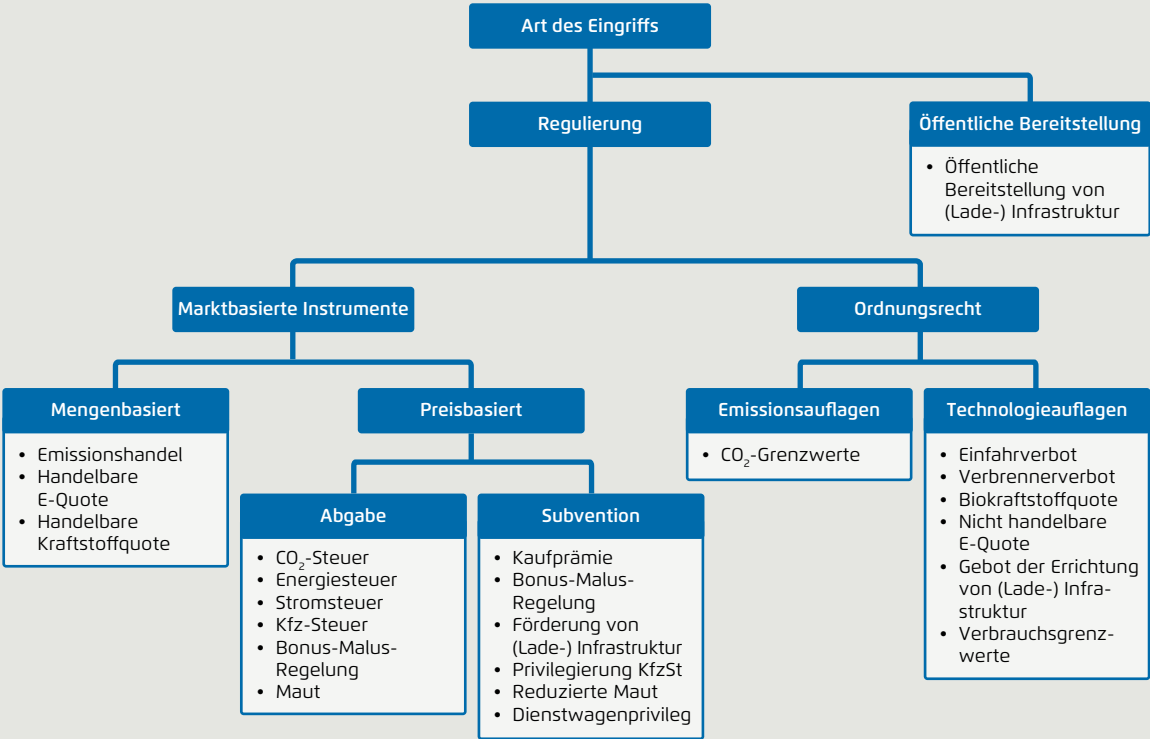 Art des Eingriffs
Regulierung
Öffentliche Bereitstellung
• Öffentliche
Bereitstellung von
(Lade-) Infrastruktur
Marktbasierte Instrumente
Ordnungsrecht
Mengenbasiert
• Emissionshandel
• Handelbare
E-Quote
• Handelbare
Kraftstoffquote
Preisbasiert
Abgabe
• CO₂-Steuer
• Energiesteuer
• Stromsteuer
• Kfz-Steuer
• Bonus-Malus-
Regelung
• Maut
Subvention
• Kaufprämie
• Bonus-Malus-
Regelung
• Förderung von
(Lade-) Infrastruktur
• Privilegierung KfzSt
• Reduzierte Maut
• Dienstwagenprivileg
Emissionsauflagen
• CO₂-Grenzwerte
Technologieauflagen
• Einfahrverbot
• Verbrennerverbot
• Biokraftstoffquote
• Nicht handelbare
E-Quote
• Gebot der Errichtung
von (Lade-) Infra-
struktur
• Verbrauchsgrenz-
werte